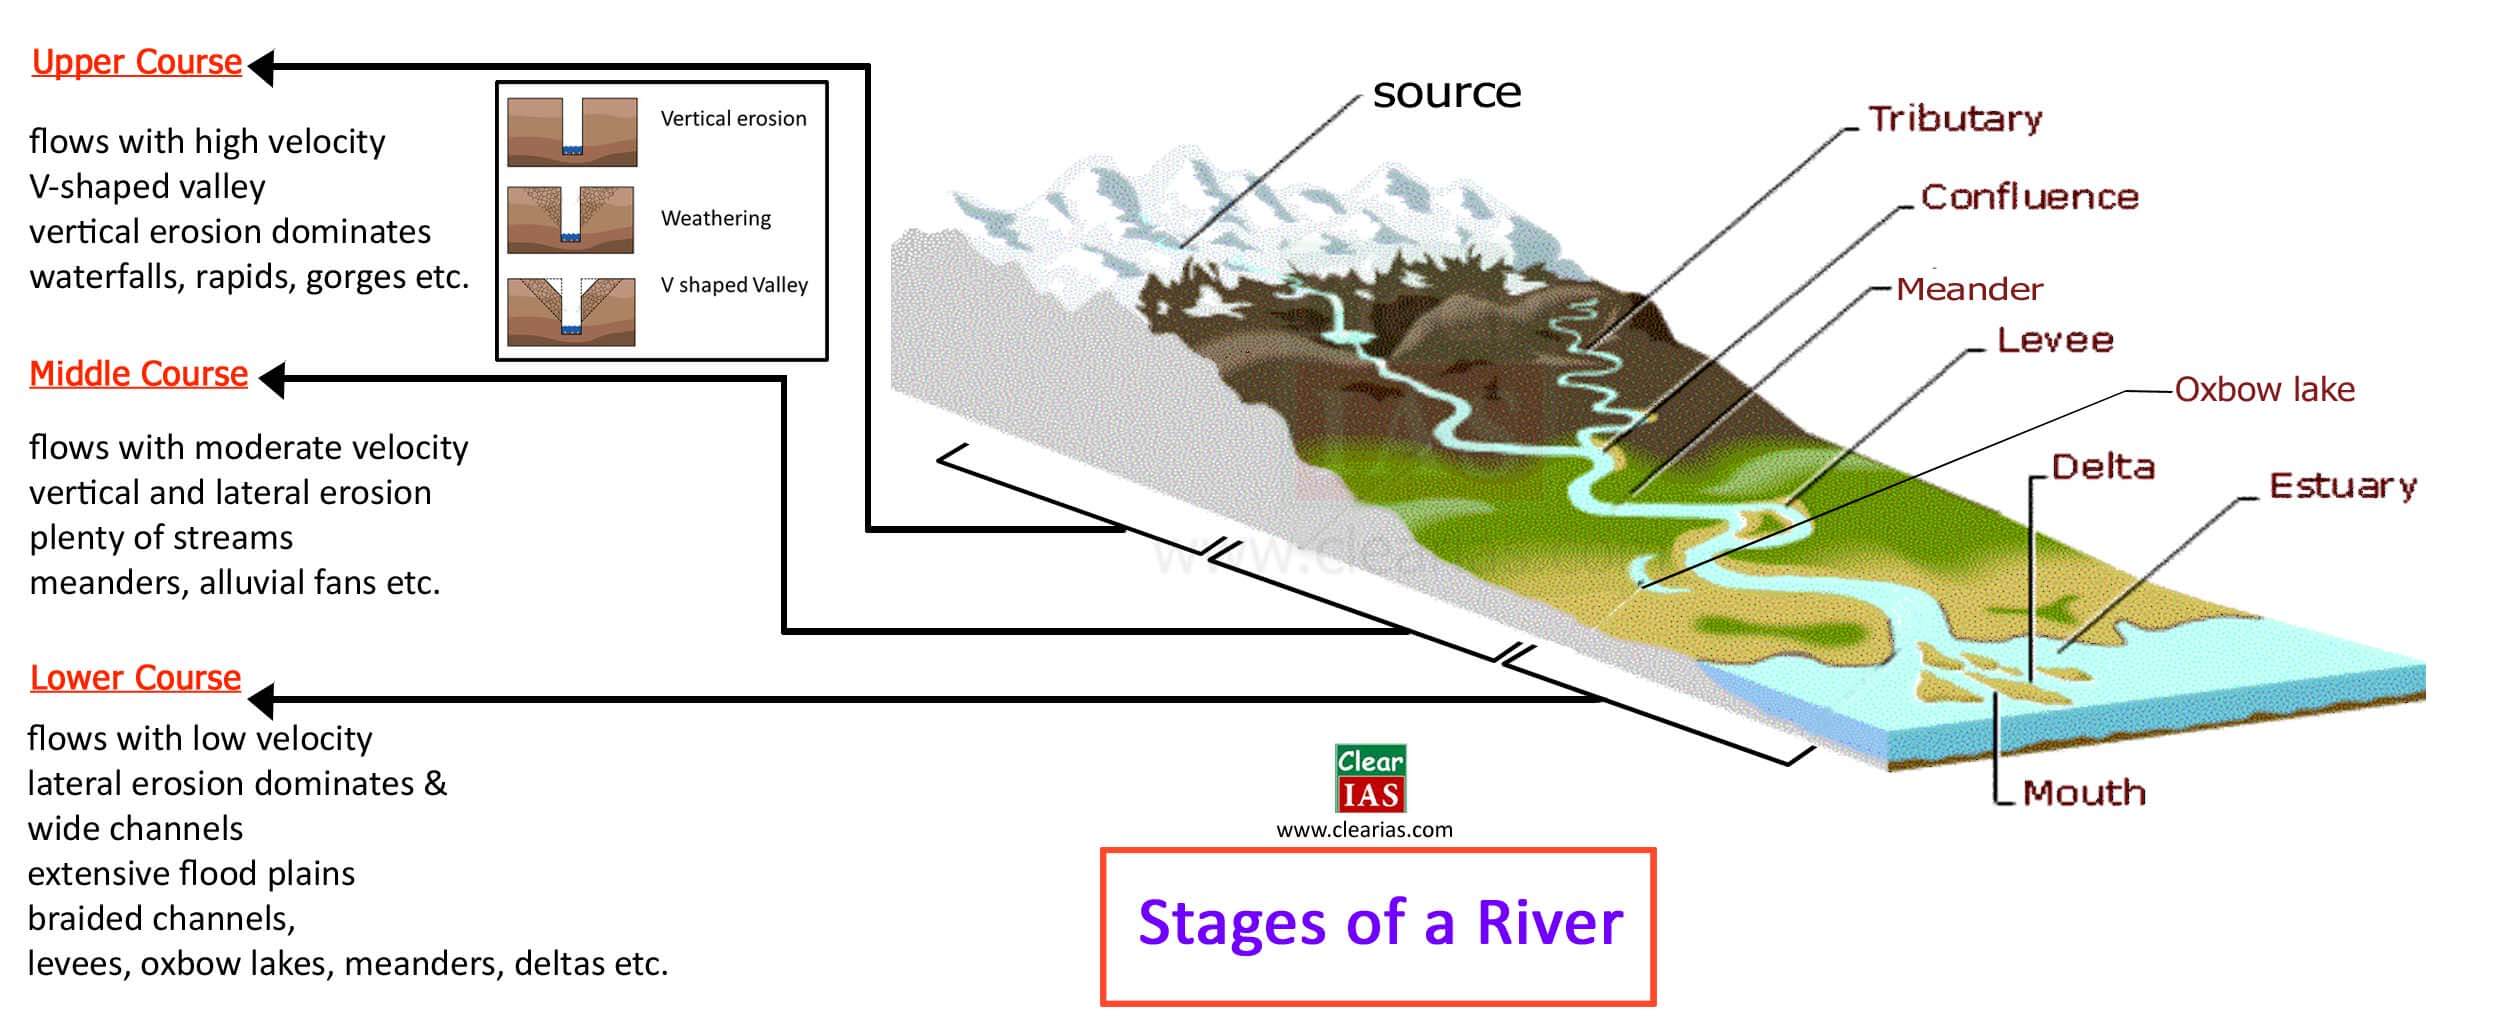 Upper Course
flows with high velocity
V-shaped valley
vertical erosion dominates
waterfalls, rapids, gorges etc.
Vertical erosion
Weathering
V shaped Valley
Middle Course
flows with moderate velocity
vertical and lateral erosion
plenty of streams
meanders, alluvial fans etc.
Lower Course
flows with low velocity
lateral erosion dominates &
wide channels
extensive flood plains
braided channels,
levees, oxbow lakes, meanders, deltas etc.
source
Tributary
Confluence
Meander
Levee
Oxbow lake
Delta
Estuary
Mouth
IAS
Clear
IAS
www.clearias.com
Stages of a River